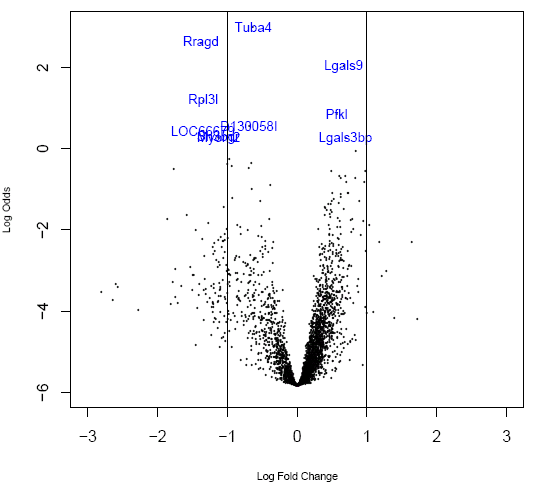 Tuba4
Rragd
Lgals9
2
Rpl3l
Pfkl
D130058I
Lgals3bp
0
−2
−4
−6
Log Odds
−3 −2 −1 0 1 2 3
Log Fold Change